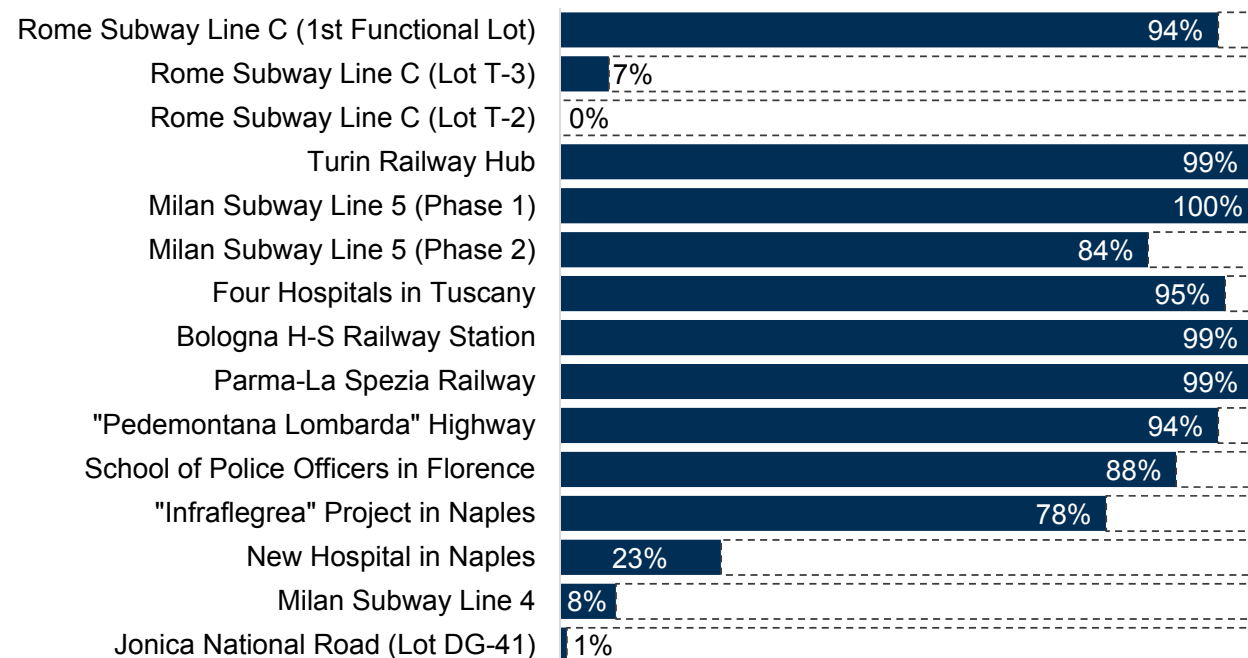 Rome Subway Line C (1st Functional Lot) 94%
Rome Subway Line C (Lot T-3) 7%
Rome Subway Line C (Lot T-2) 0%
Turin Railway Hub 99%
Milan Subway Line 5 (Phase 1) 100%
Milan Subway Line 5 (Phase 2) 84%
Four Hospitals in Tuscany 95%
Bologna H-S Railway Station 99%
Parma-La Spezia Railway 99%
"Pedemontana Lombarda" Highway 94%
School of Police Officers in Florence 88%
"Infraflegrea" Project in Naples 78%
New Hospital in Naples 23%
Milan Subway Line 4 8%
Jonica National Road (Lot DG-41) 1%